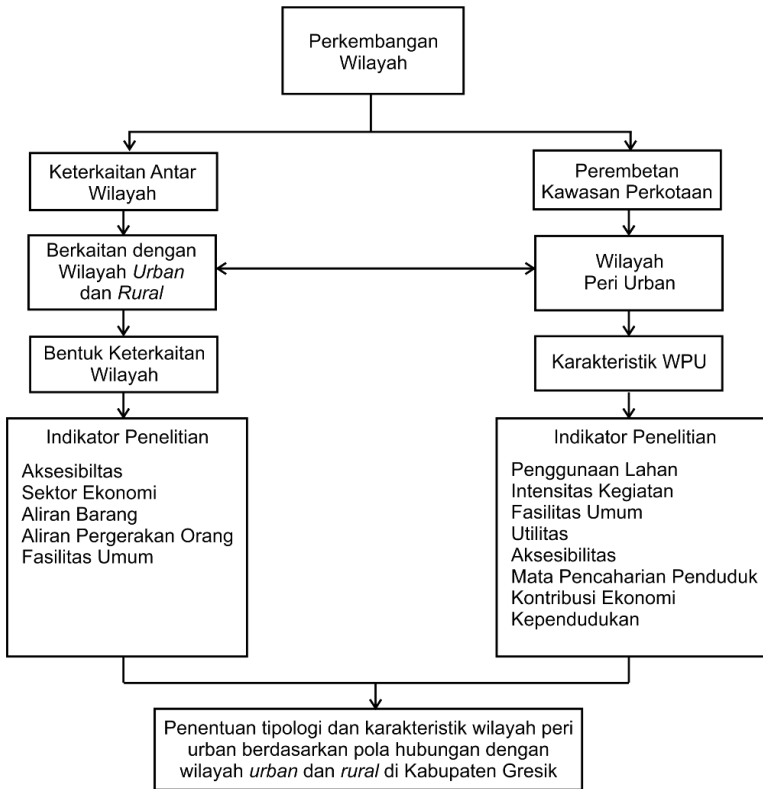 Perkembangan
Wilayah
Keterkaitan Antar
Wilayah
Perembetan
Kawasan Perkotaan
Berkaitan dengan
Wilayah Urban
dan Rural
Wilayah
Peri Urban
Bentuk Keterkaitan
Wilayah
Karakteristik WPU
Indikator Penelitian
Aksesibiltas
Sektor Ekonomi
Aliran Barang
Aliran Pergerakan Orang
Fasilitas Umum
Indikator Penelitian
Penggunaan Lahan
Intensitas Kegiatan
Fasilitas Umum
Utilitas
Aksesibilitas
Mata Pencaharian Penduduk
Kontribusi Ekonomi
Kependudukan
Penentuan tipologi dan karakteristik wilayah peri
urban berdasarkan pola hubungan dengan
wilayah urban dan rural di Kabupaten Gresik